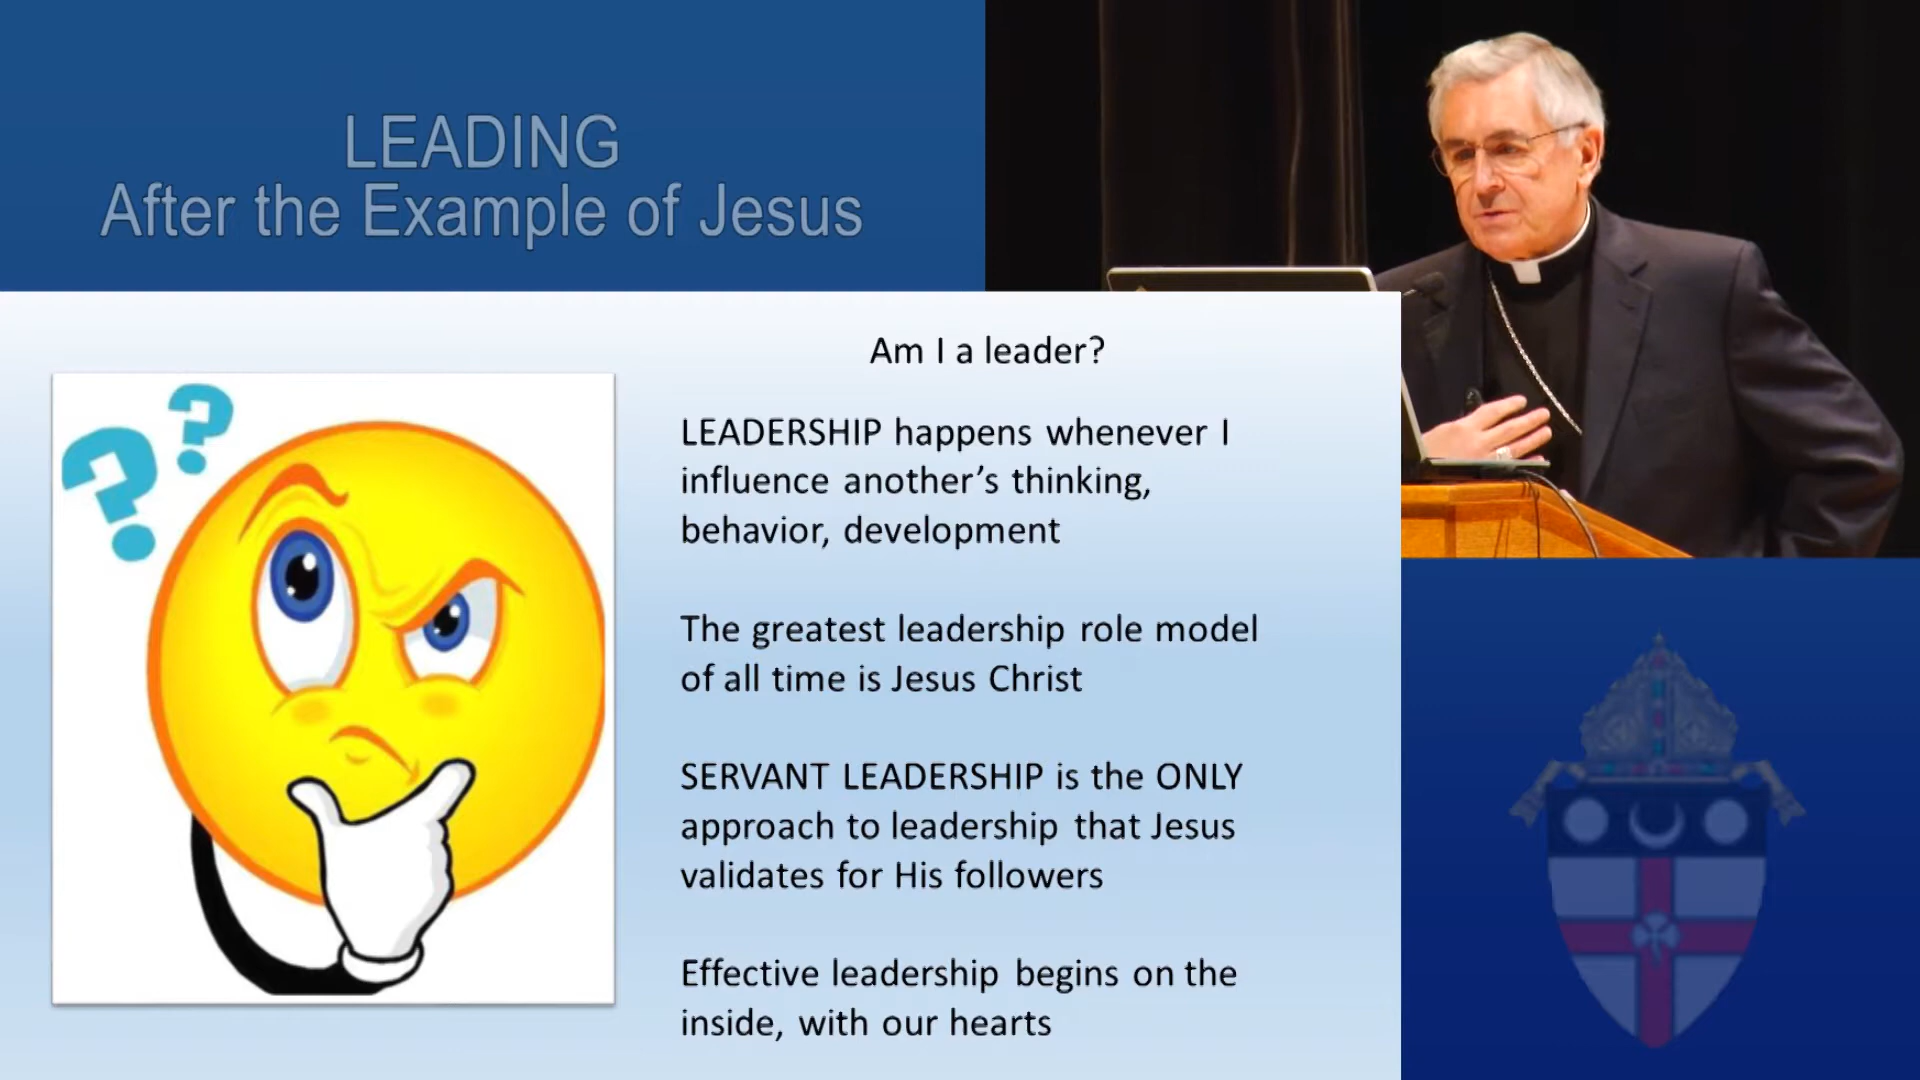 LEADING
After the Example of Jesus
Am I a leader?
LEADERSHIP happens whenever I
influence another’s thinking,
behavior, development
The greatest leadership role model
of all time is Jesus Christ
SERVANT LEADERSHIP is the ONLY
approach to leadership that Jesus
validates for His followers
Effective leadership begins on the
inside, with our hearts